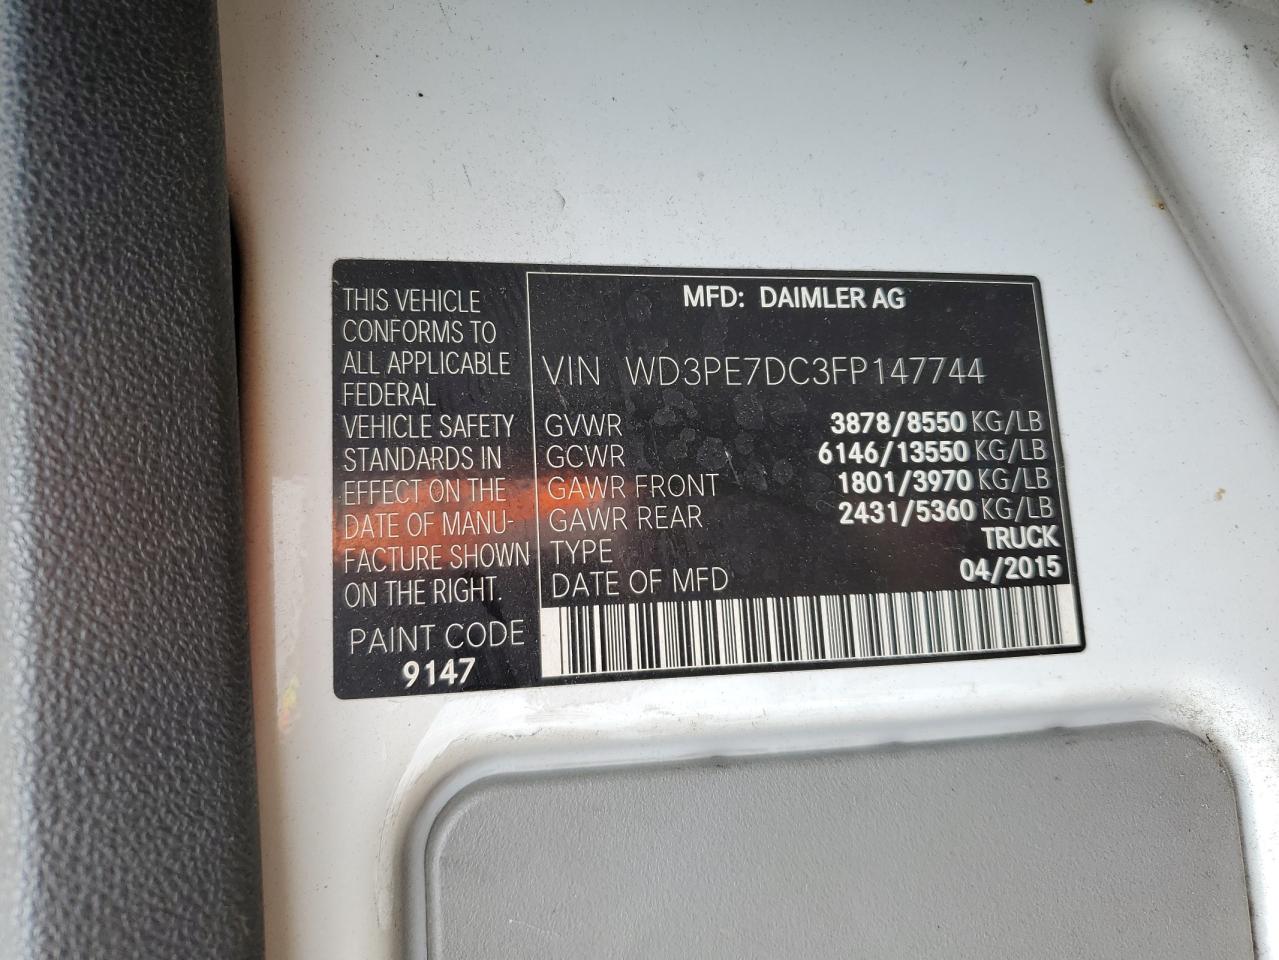 THIS VEHICLE
CONFORMS TO
ALL APPLICABLE
FEDERAL
VEHICLE SAFETY
STANDARDS IN
EFFECT ON THE
DATE OF MANU-
FACTURE SHOWN
ON THE RIGHT.
PAINT CODE
9147
MFD: DAIMLER AG
VIN WD3PE7DC3FP147744
GVWR 3878/8550 KG/LB
GCWR 6146/13550 KG/LB
GAWR FRONT 1801/3970 KG/LB
GAWR REAR 2431/5360 KG/LB
TYPE TRUCK
DATE OF MFD 04/2015